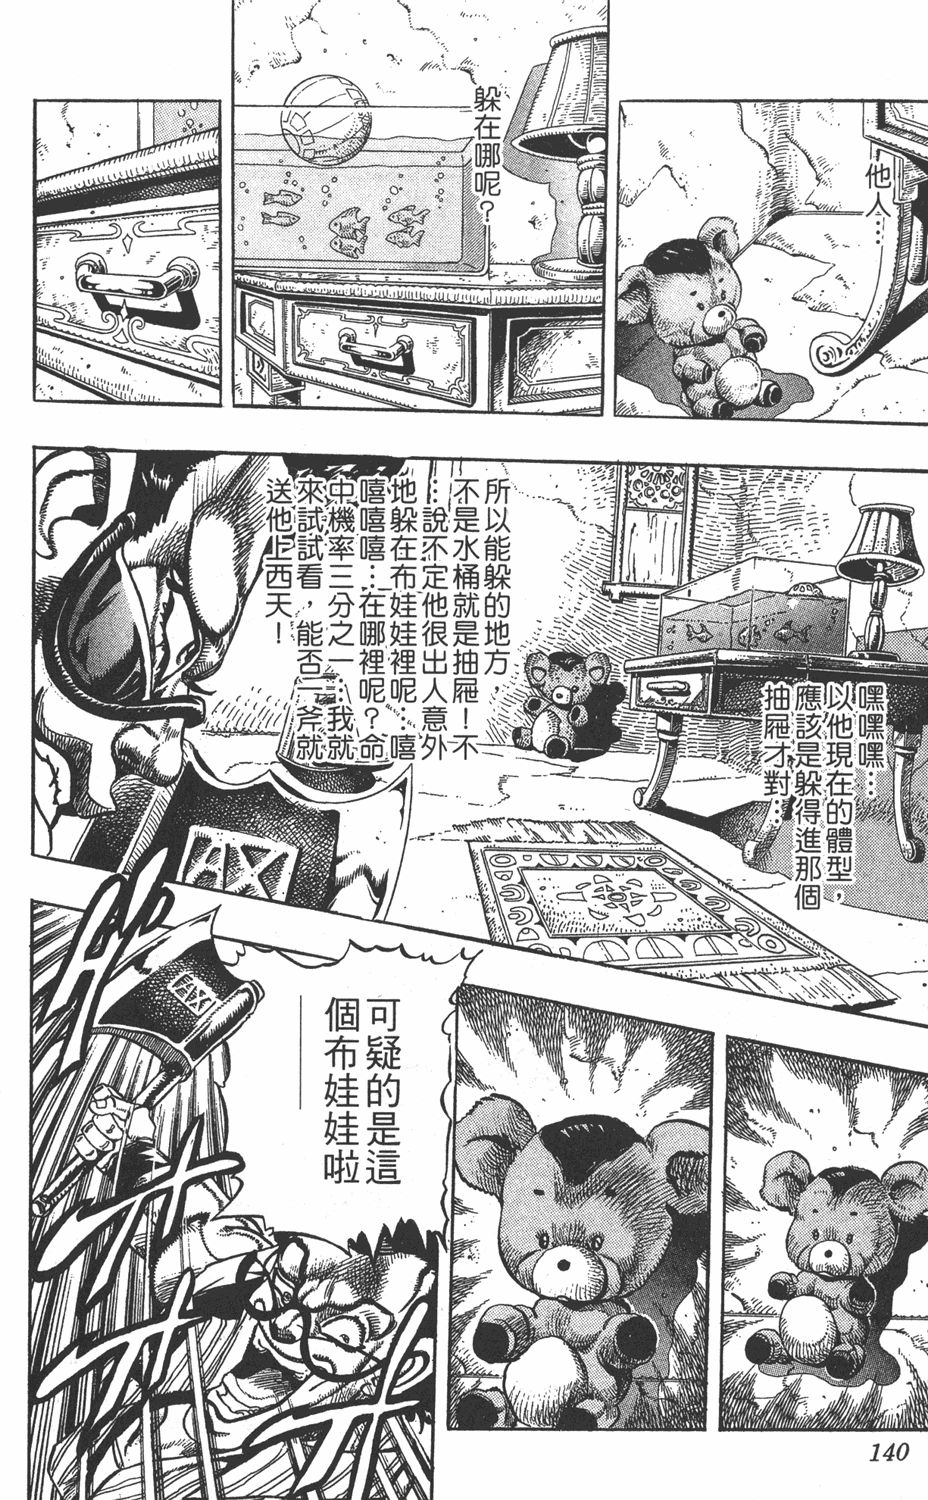 他人⋯
躲在哪呢？
嘿嘿嘿⋯
以他現在的體型，
應該是躲得進那個
抽屜才對⋯
所以能躲的地方，
不是水桶就是抽屜！不
⋯說不定他很出人意外
地躲在布娃娃裡呢⋯嘻
嘻嘻嘻⋯在哪裡呢？命
中機率三分之一，我就
來試試看，能否一斧就
送他上西天！
可疑的是這
個布娃娃啦
——
140